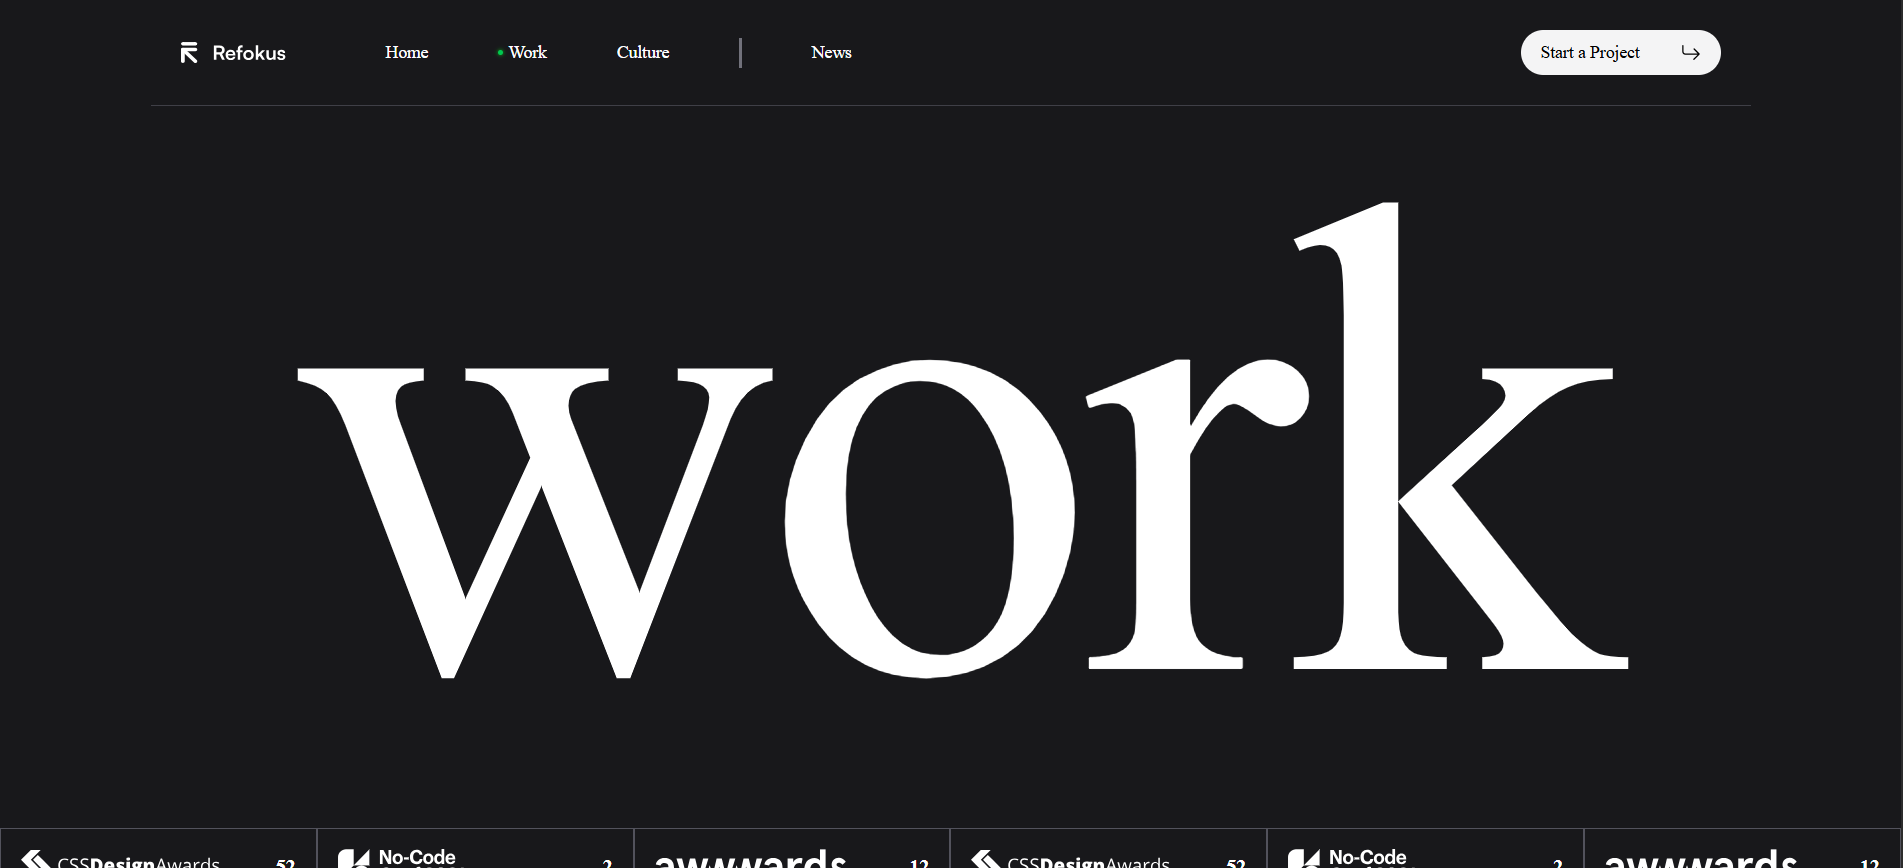 Refokus Home Work Culture News Start a Project
work
CSSDesignAwards 52 No-Code 2 awwwards 12 CSSDesignAwards 52 No-Code 2 awwwards 12